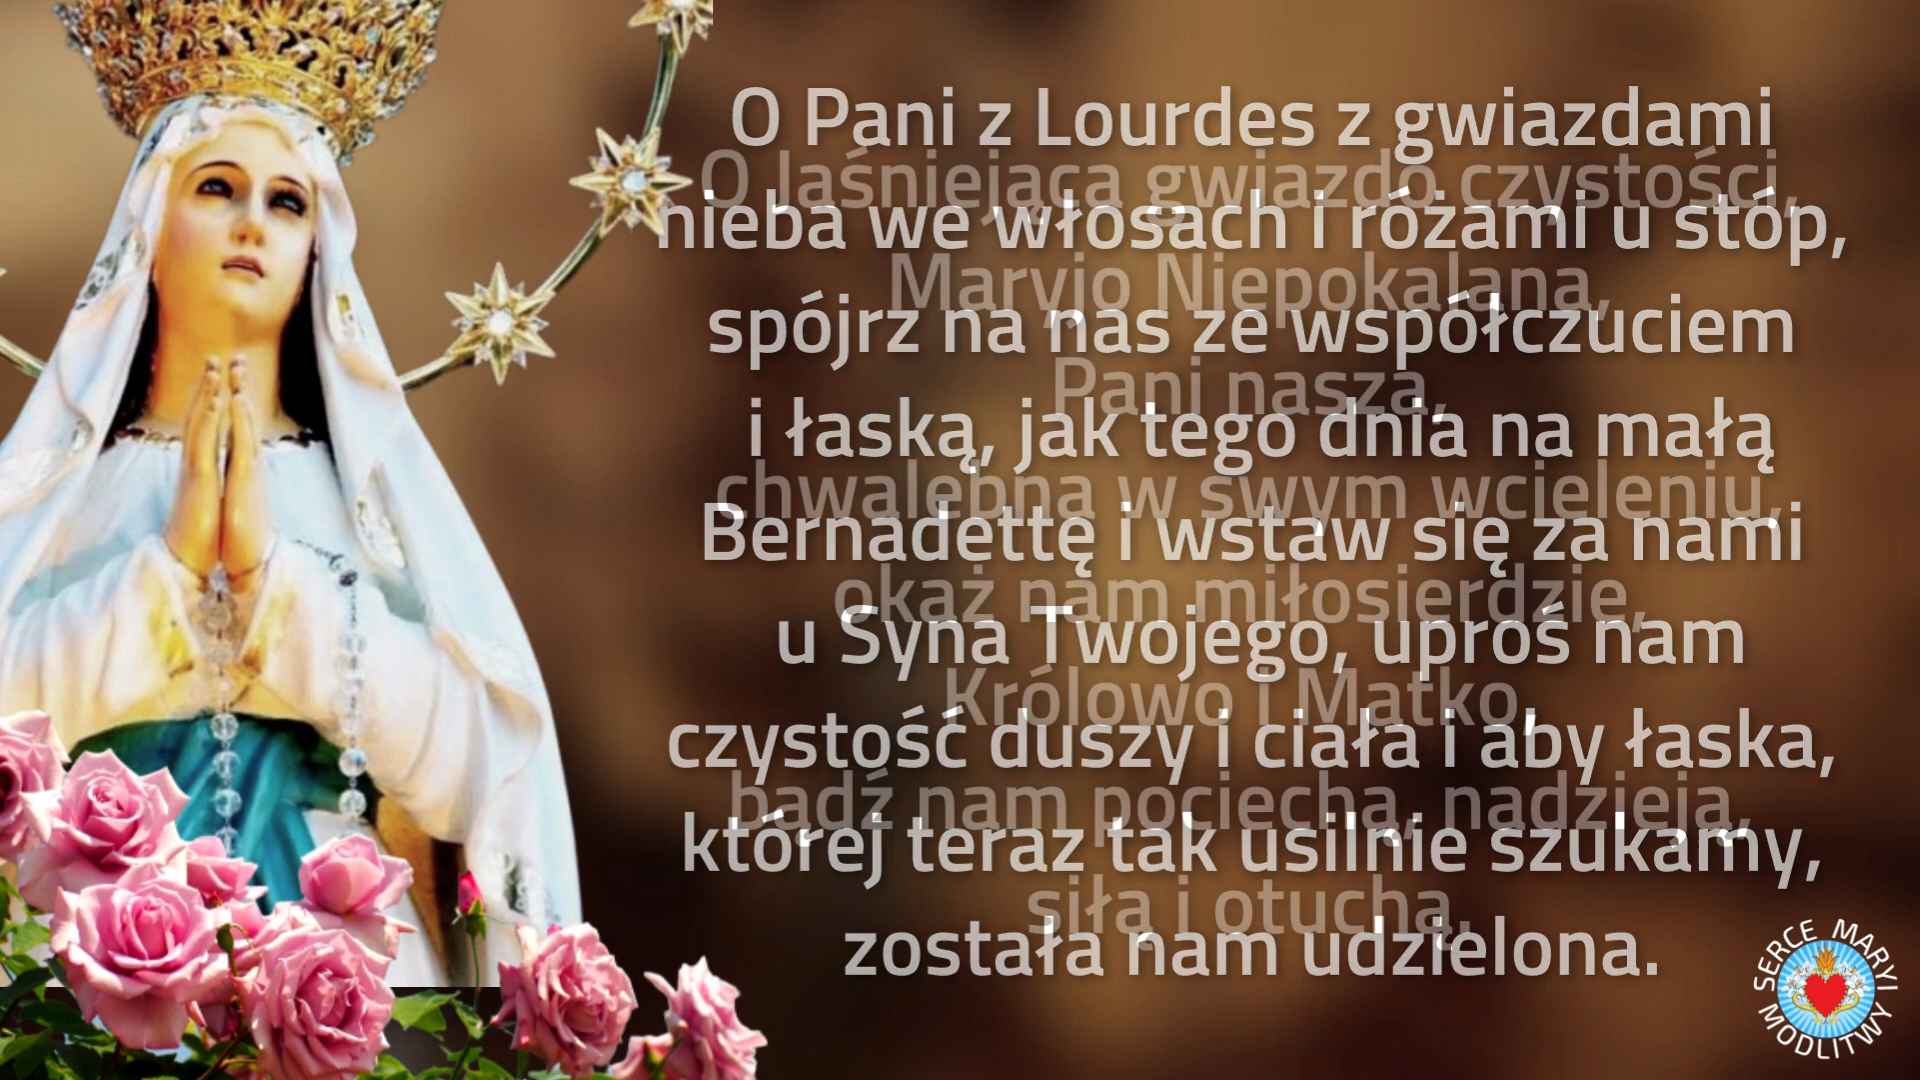 O Pani z Lourdes z gwiazdami
nieba we włosach i różami u stóp,
spójrz na nas ze współczuciem
i łaską, jak tego dnia na małą
Bernadettę i wstaw się za nami
u Syna Twojego, uproś nam
czystość duszy i ciała i aby łaska,
której teraz tak usilnie szukamy,
została nam udzielona.
O Jaśniejąca gwiazdo czystości,
Maryjo Niepokalana,
Pani nasza,
chwalebna w swym wcieleniu,
okaż nam miłosierdzie,
Królowo i Matko,
bądź nam pociechą, nadzieją,
siłą i otuchą.
SERCE MARYI
MODLITWY